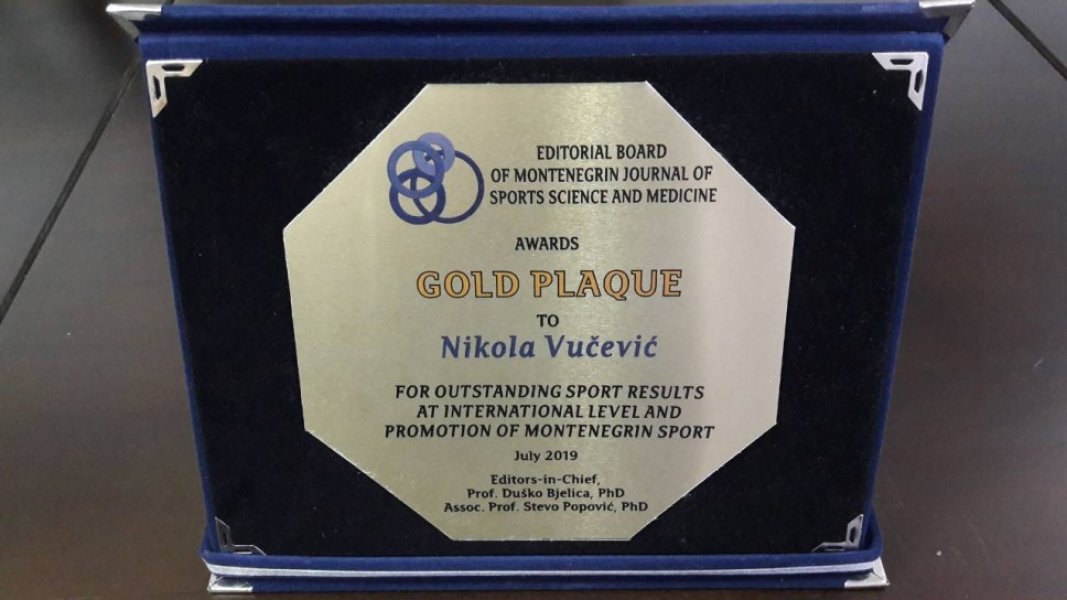 EDITORIAL BOARD
OF MONTENEGRIN JOURNAL OF
SPORTS SCIENCE AND MEDICINE
AWARDS
GOLD PLAQUE
TO
Nikola Vučević
FOR OUTSTANDING SPORT RESULTS
AT INTERNATIONAL LEVEL AND
PROMOTION OF MONTENEGRIN SPORT
July 2019
Editors-in-Chief,
Prof. Duško Bjelica, PhD
Assoc. Prof. Stevo Popović, PhD